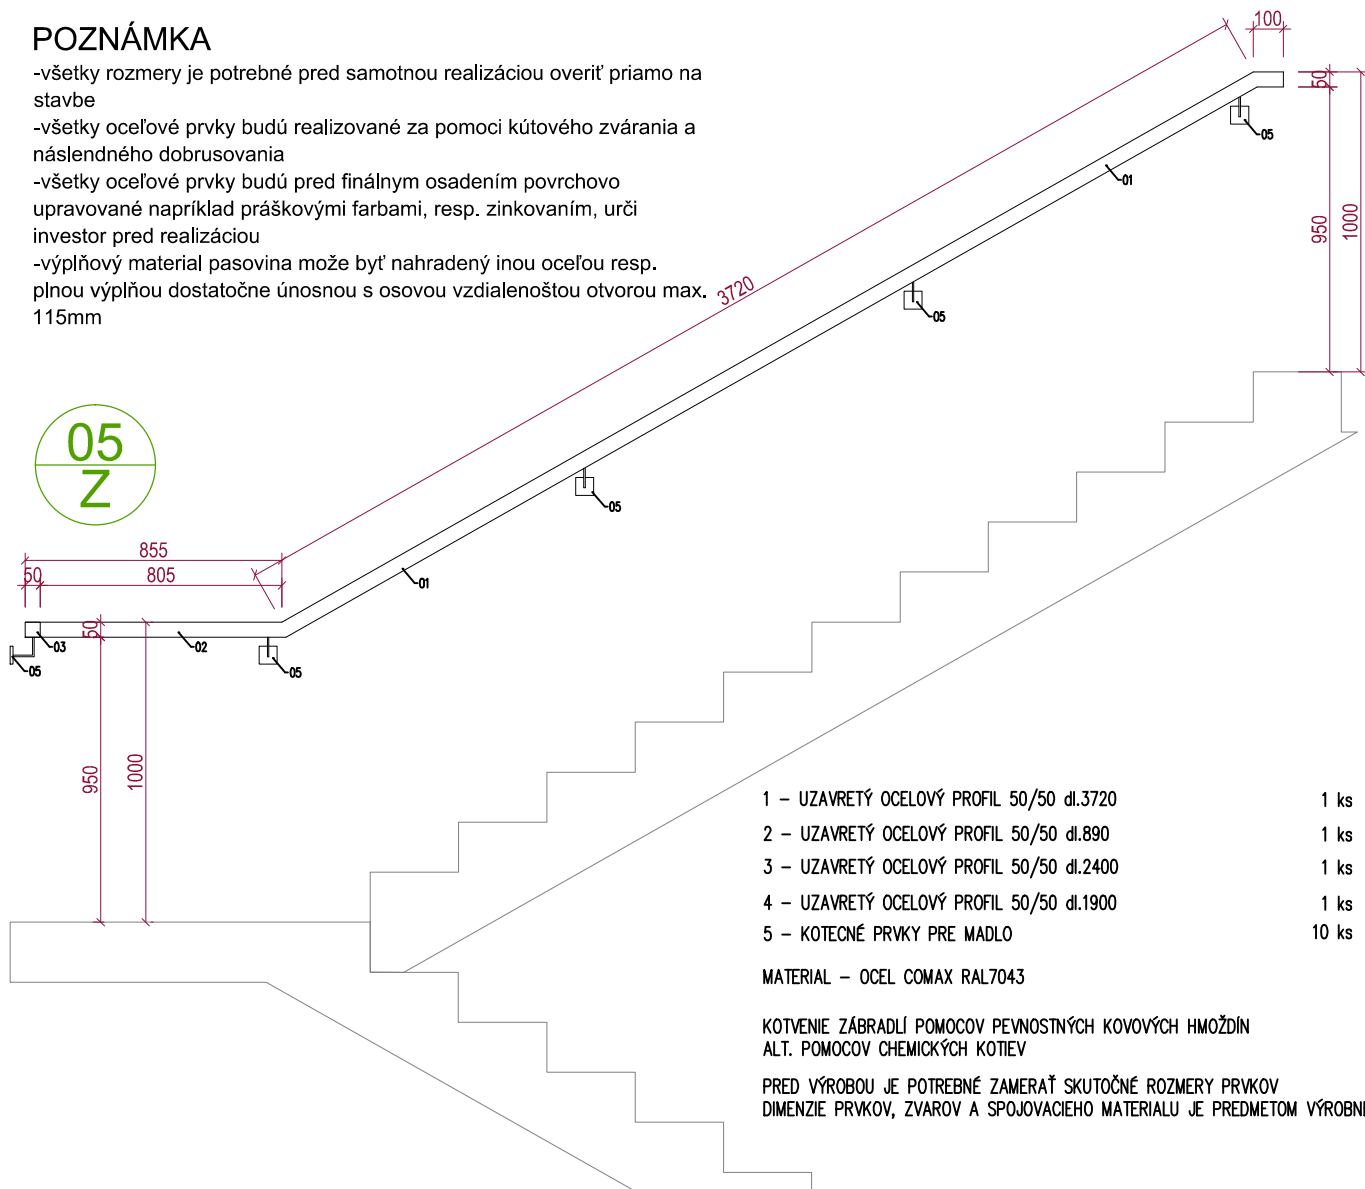 POZNÁMKA
-všetky rozmery je potrebné pred samotnou realizáciou overiť priamo na
stavbe
-všetky oceľové prvky budú realizované za pomoci kútového zvárania a
náslendného dobrusovania
-všetky oceľové prvky budú pred finálnym osadením povrchovo
upravované napríklad práškovými farbami, resp. zinkovaním, urči
investor pred realizáciou
-výplňový material pasovina može byť nahradený inou oceľou resp.
plnou výplňou dostatočne únosnou s osovou vzdialenoštou otvorou max.
115mm
100
50
05
01
950
1000
3720
05
05
Z
05
855
50
805
01
50
03
02
05
05
950
1000
1 – UZAVRETÝ OCELOVÝ PROFIL 50/50 dl.3720 1 ks
2 – UZAVRETÝ OCELOVÝ PROFIL 50/50 dl.890 1 ks
3 – UZAVRETÝ OCELOVÝ PROFIL 50/50 dl.2400 1 ks
4 – UZAVRETÝ OCELOVÝ PROFIL 50/50 dl.1900 1 ks
5 – KOTECNÉ PRVKY PRE MADLO 10 ks
MATERIAL – OCEL COMAX RAL7043
KOTVENIE ZÁBRADLÍ POMOCOV PEVNOSTNÝCH KOVOVÝCH HMOŽDÍN
ALT. POMOCOV CHEMICKÝCH KOTIEV
PRED VÝROBOU JE POTREBNÉ ZAMERAŤ SKUTOČNÉ ROZMERY PRVKOV
DIMENZIE PRVKOV, ZVAROV A SPOJOVACIEHO MATERIALU JE PREDMETOM